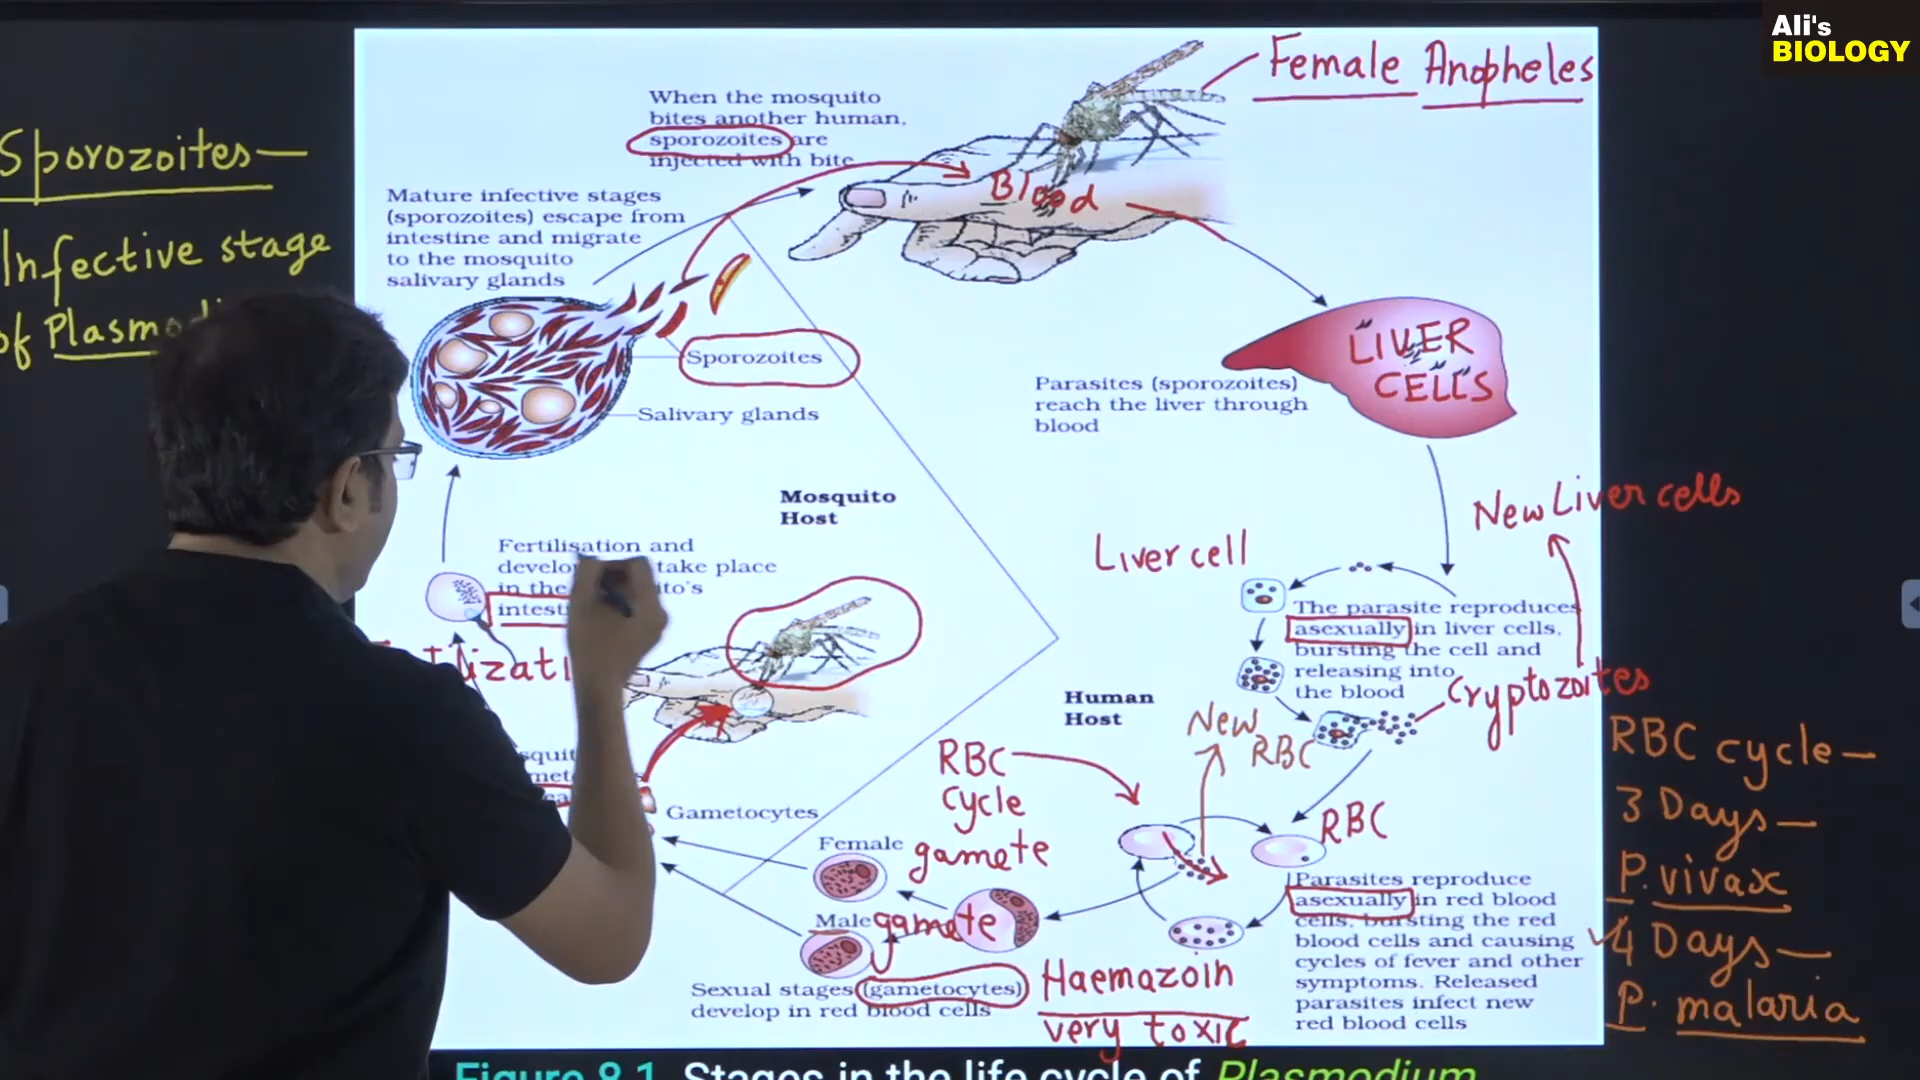 Ali's
BIOLOGY
Female Anopheles
When the mosquito
bites another human,
sporozoites are
injected with bite
Sporozoites—
Infective stage
of
Mature infective stages
(sporozoites) escape from
intestine and migrate
to the mosquito
salivary glands
Blood
LIVER
CELLS
Sporozoites
Salivary glands
Parasites (sporozoites)
reach the liver through
blood
Mosquito
Host
New Liver cells
Liver cell
Fertilisation and
take place
in the
The parasite reproduces
asexually in liver cells,
bursting the cell and
releasing into
the blood
Cryptozoites
Human
Host
New
RBC
RBC
cycle
RBC
RBC cycle—
3 Days—
P. vivax
4 Days—
P. malaria
Gametocytes
Female
gamete
Male gamete
Parasites reproduce
asexually in red blood
cells, bursting the red
blood cells and causing
cycles of fever and other
symptoms. Released
parasites infect new
red blood cells
Sexual stages (gametocytes)
develop in red blood cells
Haemazoin
very toxic
Figure 8.1 Stages in the life cycle of Plasmodium